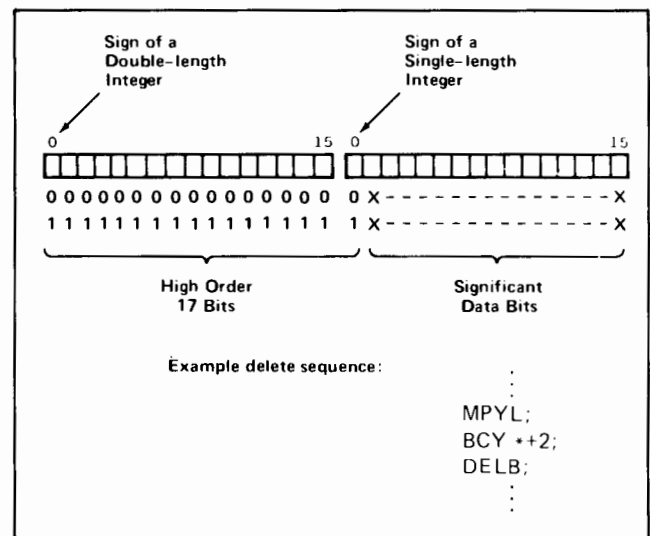 Sign of a Sign of a
Double-length Single-length
Integer Integer
0 15 0 15
0 0 0 0 0 0 0 0 0 0 0 0 0 0 0 0 0 X - - - - - - - - - - - - - - X
1 1 1 1 1 1 1 1 1 1 1 1 1 1 1 1 1 X - - - - - - - - - - - - - - X
High Order Significant
17 Bits Data Bits
Example delete sequence:
MPYL;
BCY *+2;
DELB;